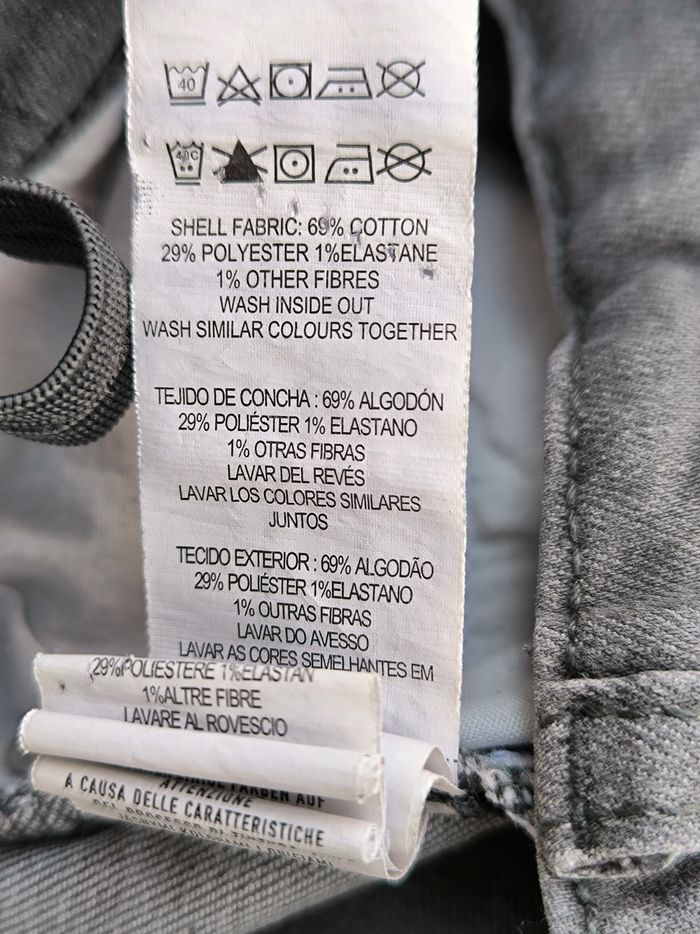 40
40C
SHELL FABRIC: 69% COTTON
29% POLYESTER 1%ELASTANE
1% OTHER FIBRES
WASH INSIDE OUT
WASH SIMILAR COLOURS TOGETHER
TEJIDO DE CONCHA : 69% ALGODÓN
29% POLIÉSTER 1% ELASTANO
1% OTRAS FIBRAS
LAVAR DEL REVÉS
LAVAR LOS COLORES SIMILARES
JUNTOS
TECIDO EXTERIOR : 69% ALGODÃO
29% POLIÉSTER 1%ELASTANO
1% OUTRAS FIBRAS
LAVAR DO AVESSO
LAVAR AS CORES SEMELHANTES EM
29%POLIESTERE 1%ELASTAN
1%ALTRE FIBRE
LAVARE AL ROVESCIO
FARBEN AUF
ATTENZIONE
A CAUSA DELLE CARATTERISTICHE